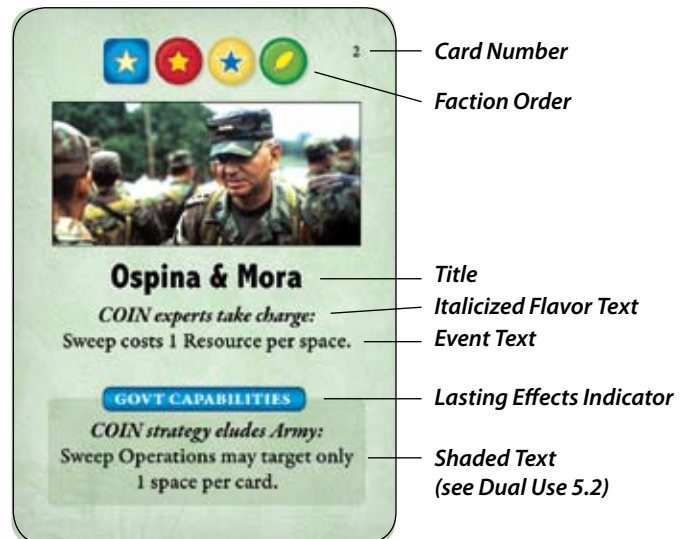 2
Card Number
Faction Order
Ospina & Mora
Title
COIN experts take charge:
Italicized Flavor Text
Sweep costs 1 Resource per space.
Event Text
GOVT CAPABILITIES
Lasting Effects Indicator
COIN strategy eludes Army:
Sweep Operations may target only
1 space per card.
Shaded Text
(see Dual Use 5.2)